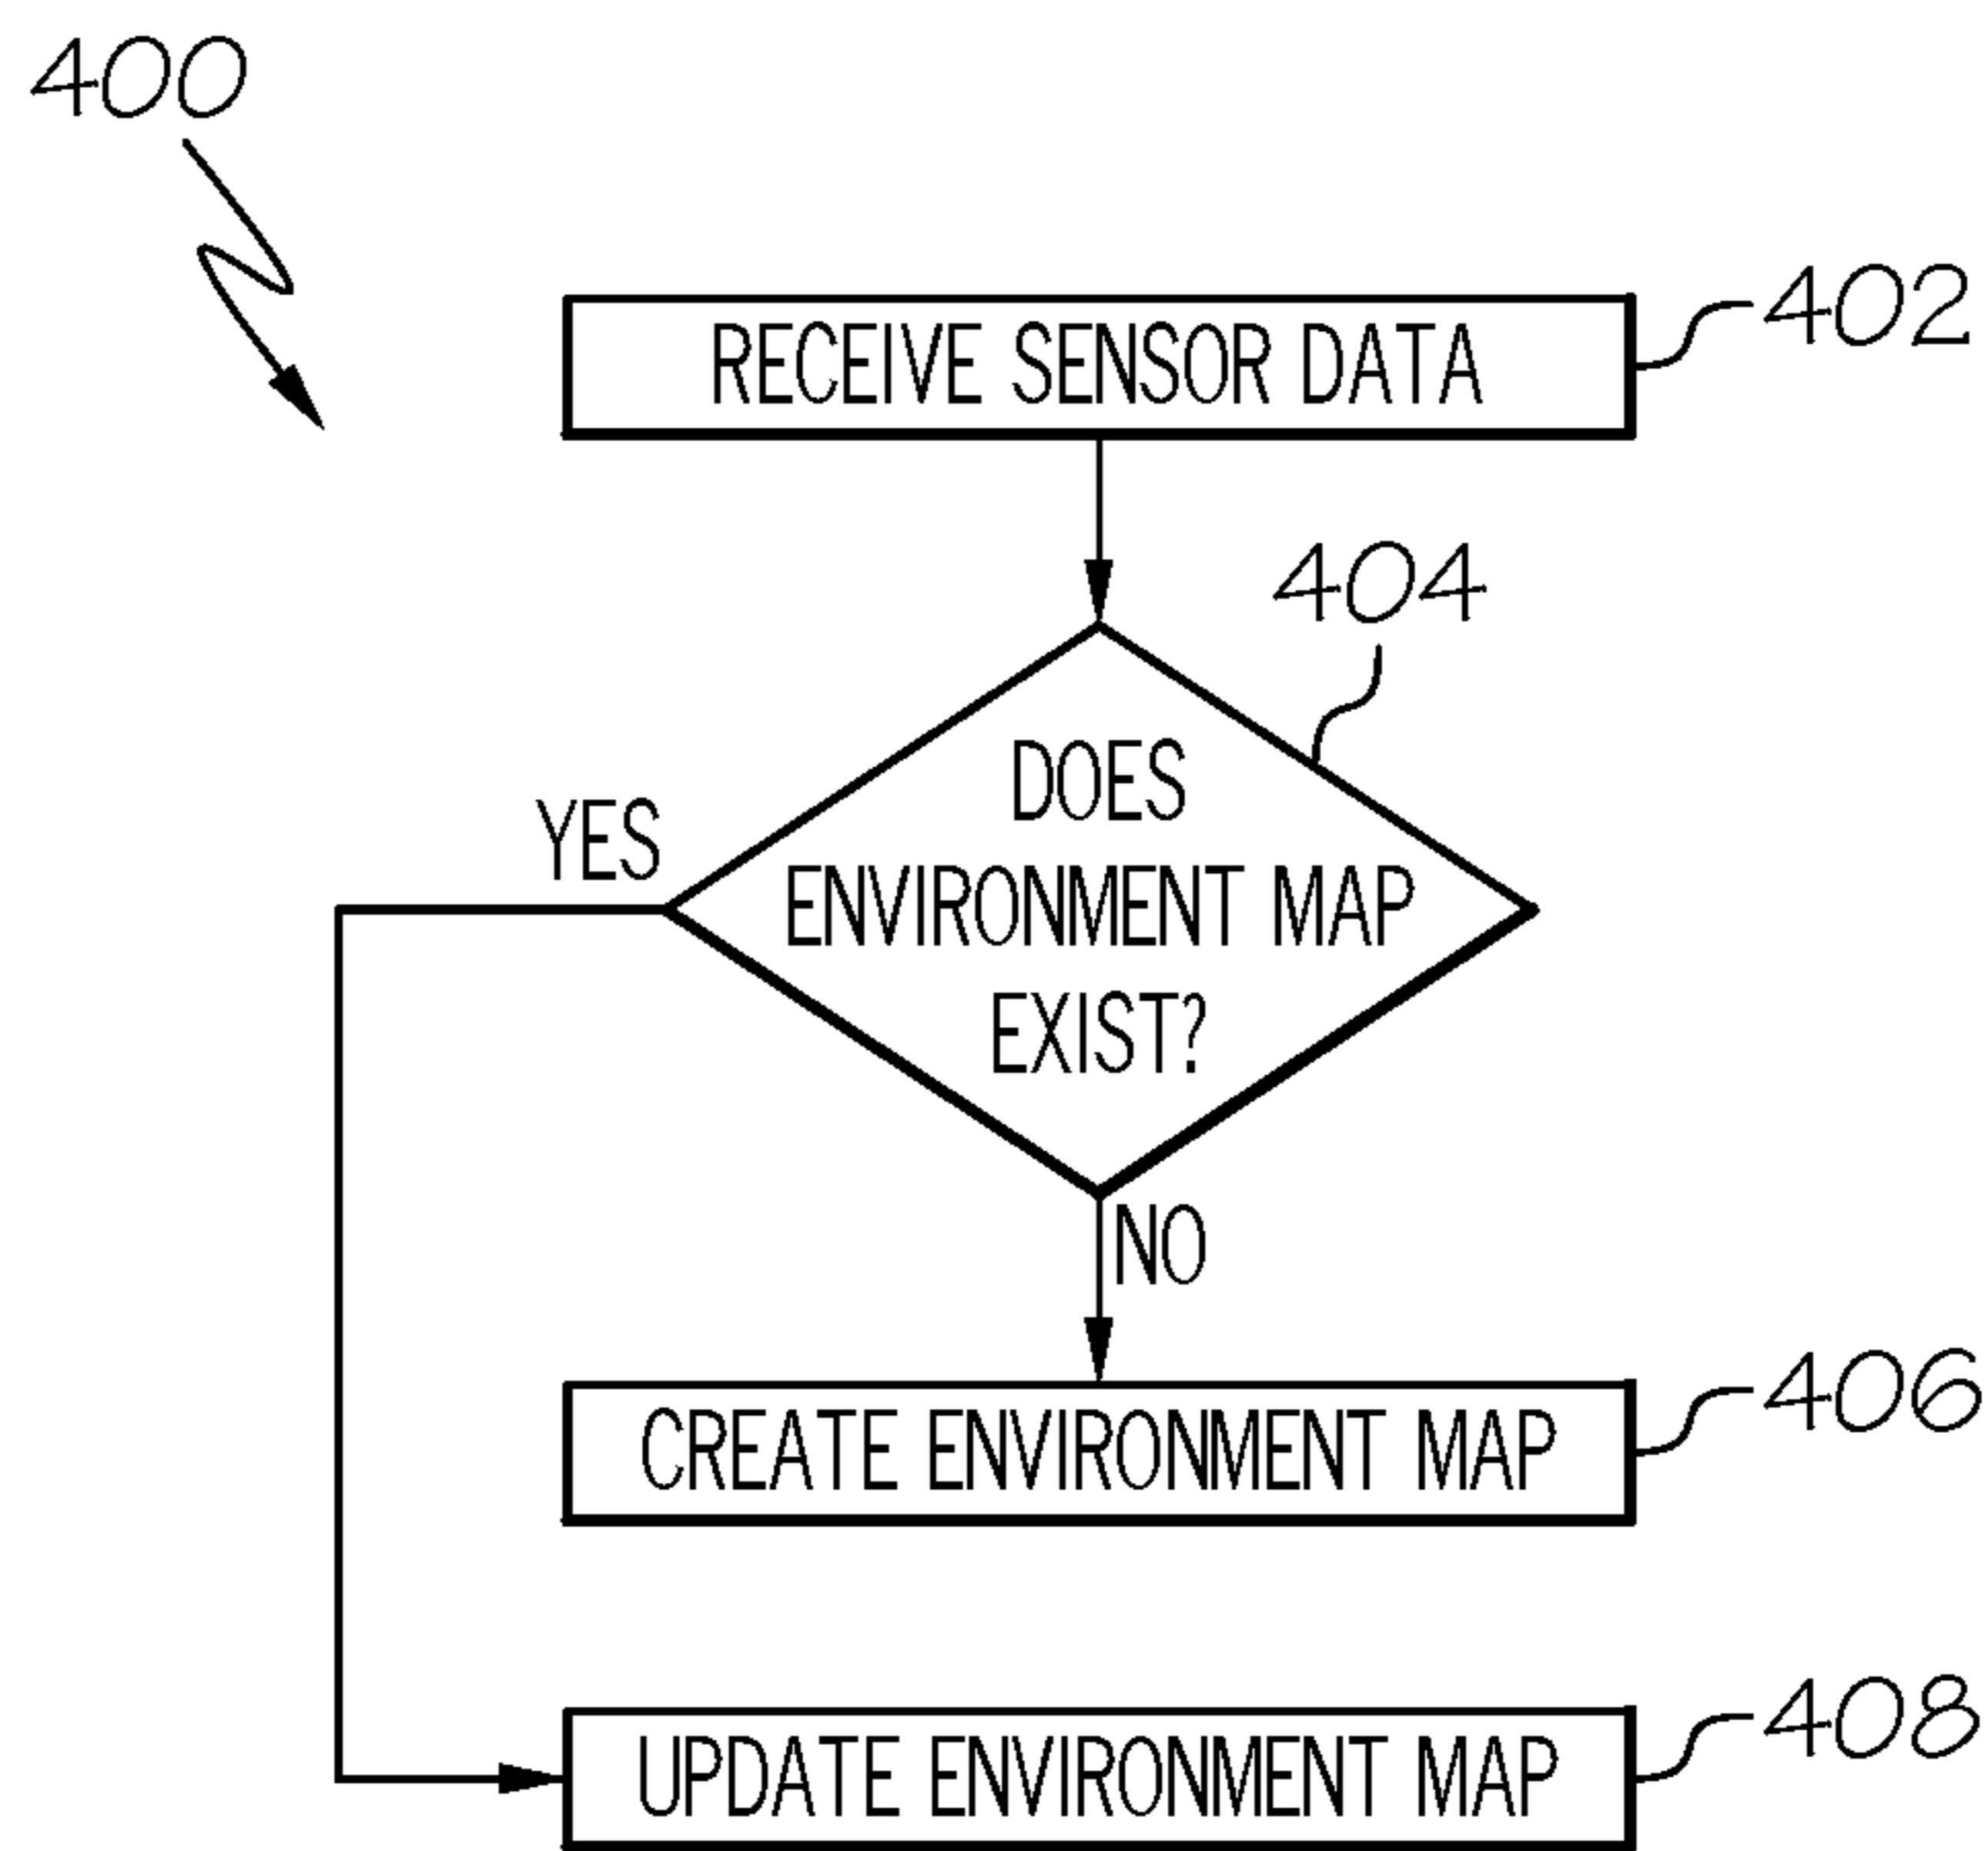 400
RECEIVE SENSOR DATA
402
404
DOES
ENVIRONMENT MAP
EXIST?
YES
NO
CREATE ENVIRONMENT MAP
406
UPDATE ENVIRONMENT MAP
408